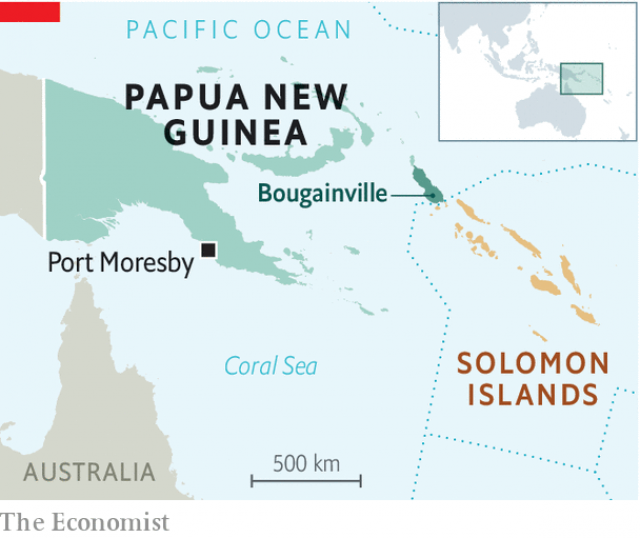 PACIFIC OCEAN
PAPUA NEW
GUINEA
Bougainville
Port Moresby
Coral Sea
SOLOMON
ISLANDS
500 km
AUSTRALIA
The Economist